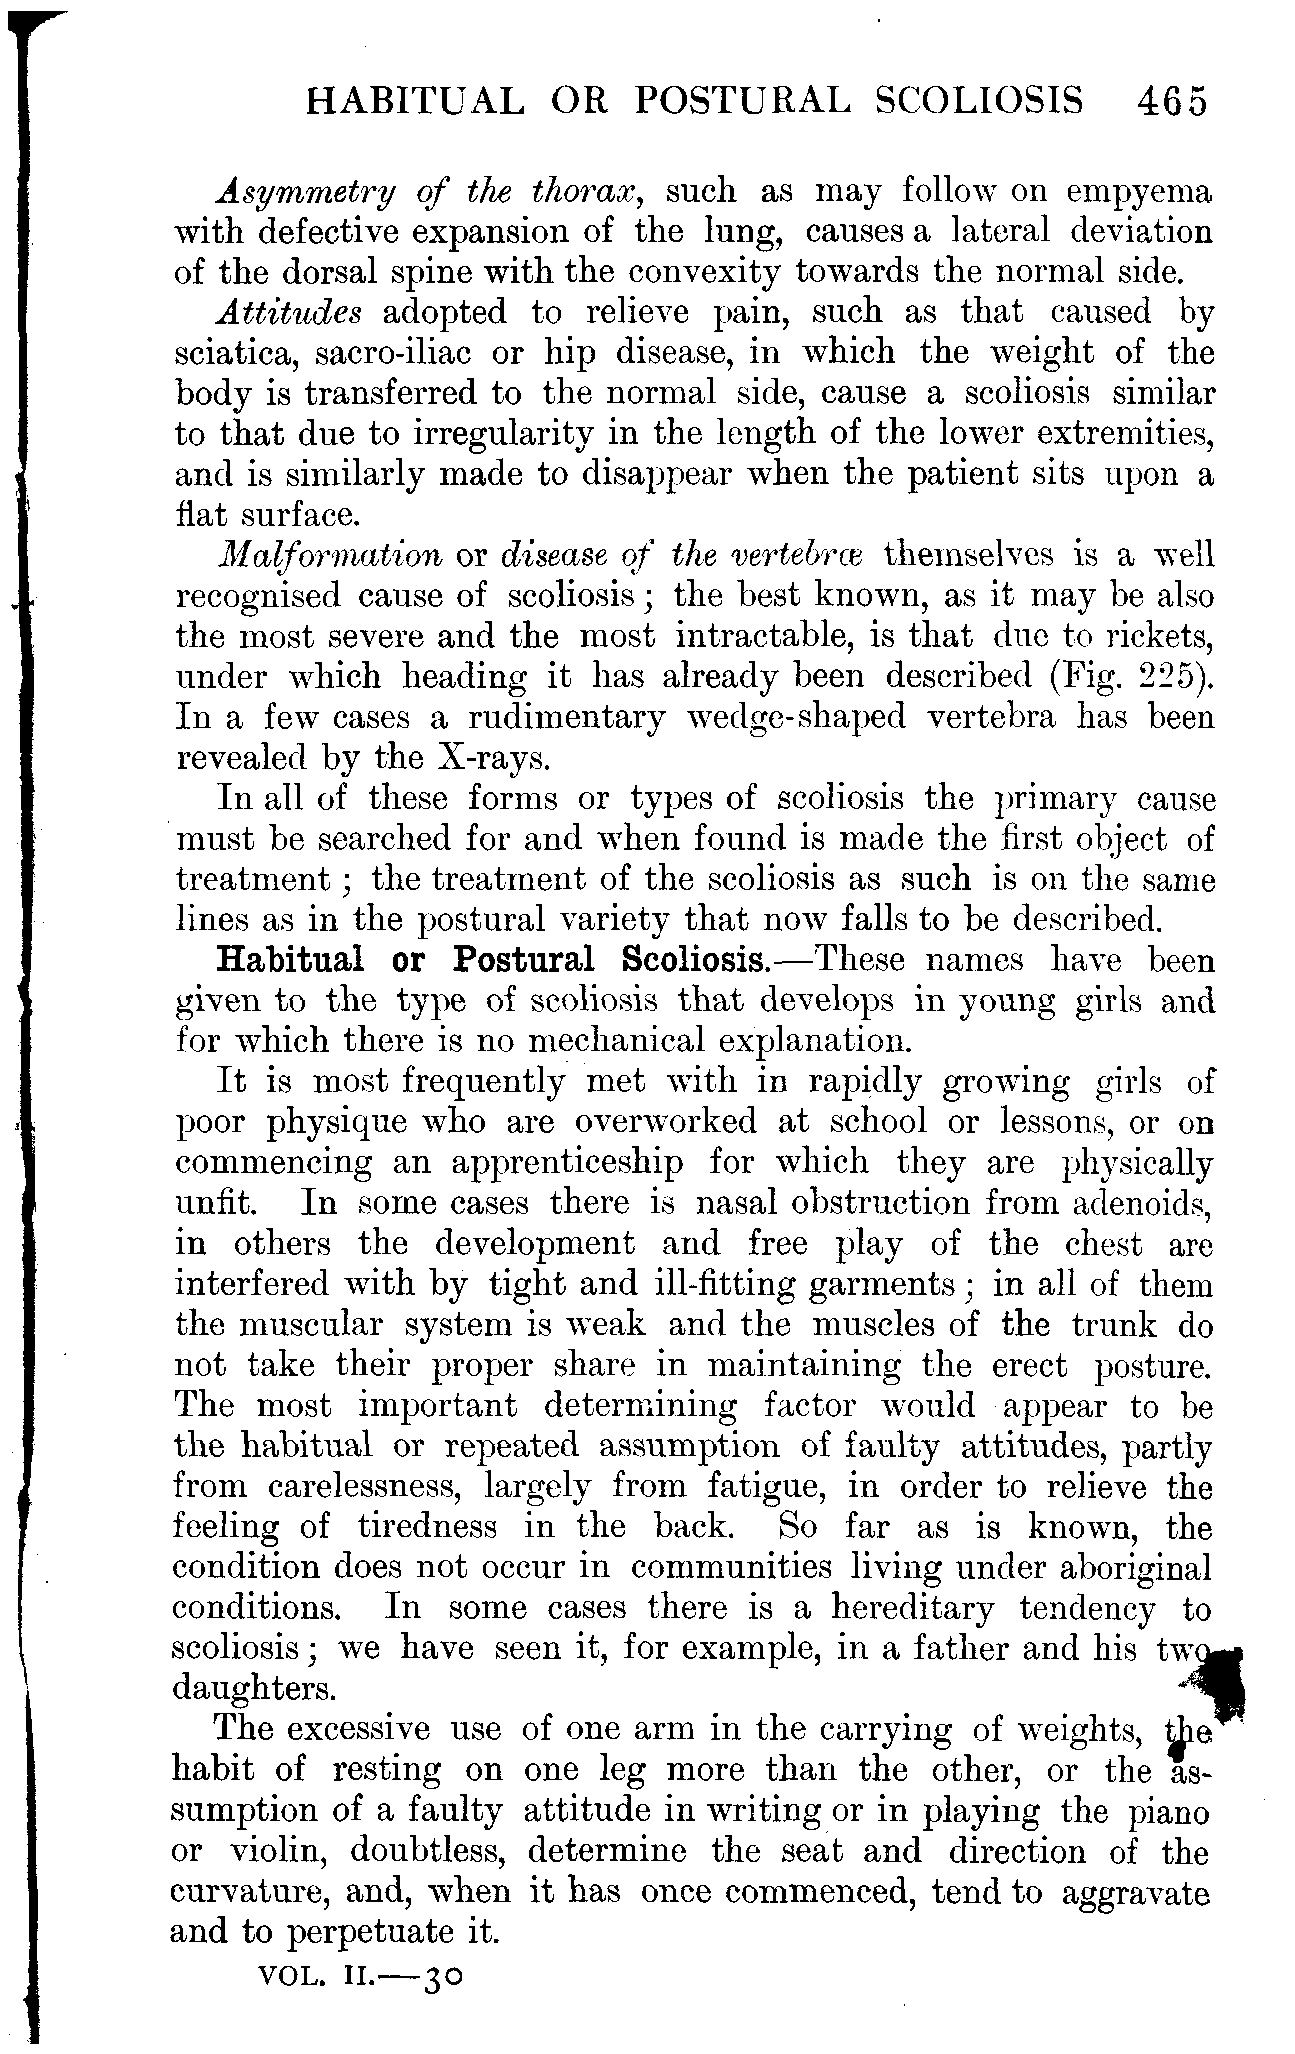 HABITUAL OR POSTURAL SCOLIOSIS 465
Asymmetry of the thorax, such as may follow on empyema
with defective expansion of the lung, causes a lateral deviation
of the dorsal spine with the convexity towards the normal side.
Attitudes adopted to relieve pain, such as that caused by
sciatica, sacro-iliac or hip disease, in which the weight of the
body is transferred to the normal side, cause a scoliosis similar
to that due to irregularity in the length of the lower extremities,
and is similarly made to disappear when the patient sits upon a
flat surface.
Malformation or disease of the vertebræ themselves is a well
recognised cause of scoliosis; the best known, as it may be also
the most severe and the most intractable, is that due to rickets,
under which heading it has already been described (Fig. 225).
In a few cases a rudimentary wedge-shaped vertebra has been
revealed by the X-rays.
In all of these forms or types of scoliosis the primary cause
must be searched for and when found is made the first object of
treatment; the treatment of the scoliosis as such is on the same
lines as in the postural variety that now falls to be described.
Habitual or Postural Scoliosis.—These names have been
given to the type of scoliosis that develops in young girls and
for which there is no mechanical explanation.
It is most frequently met with in rapidly growing girls of
poor physique who are overworked at school or lessons, or on
commencing an apprenticeship for which they are physically
unfit. In some cases there is nasal obstruction from adenoids,
in others the development and free play of the chest are
interfered with by tight and ill-fitting garments; in all of them
the muscular system is weak and the muscles of the trunk do
not take their proper share in maintaining the erect posture.
The most important determining factor would appear to be
the habitual or repeated assumption of faulty attitudes, partly
from carelessness, largely from fatigue, in order to relieve the
feeling of tiredness in the back. So far as is known, the
condition does not occur in communities living under aboriginal
conditions. In some cases there is a hereditary tendency to
scoliosis; we have seen it, for example, in a father and his two
daughters.
The excessive use of one arm in the carrying of weights, the
habit of resting on one leg more than the other, or the as-
sumption of a faulty attitude in writing or in playing the piano
or violin, doubtless, determine the seat and direction of the
curvature, and, when it has once commenced, tend to aggravate
and to perpetuate it.
VOL. II.—30